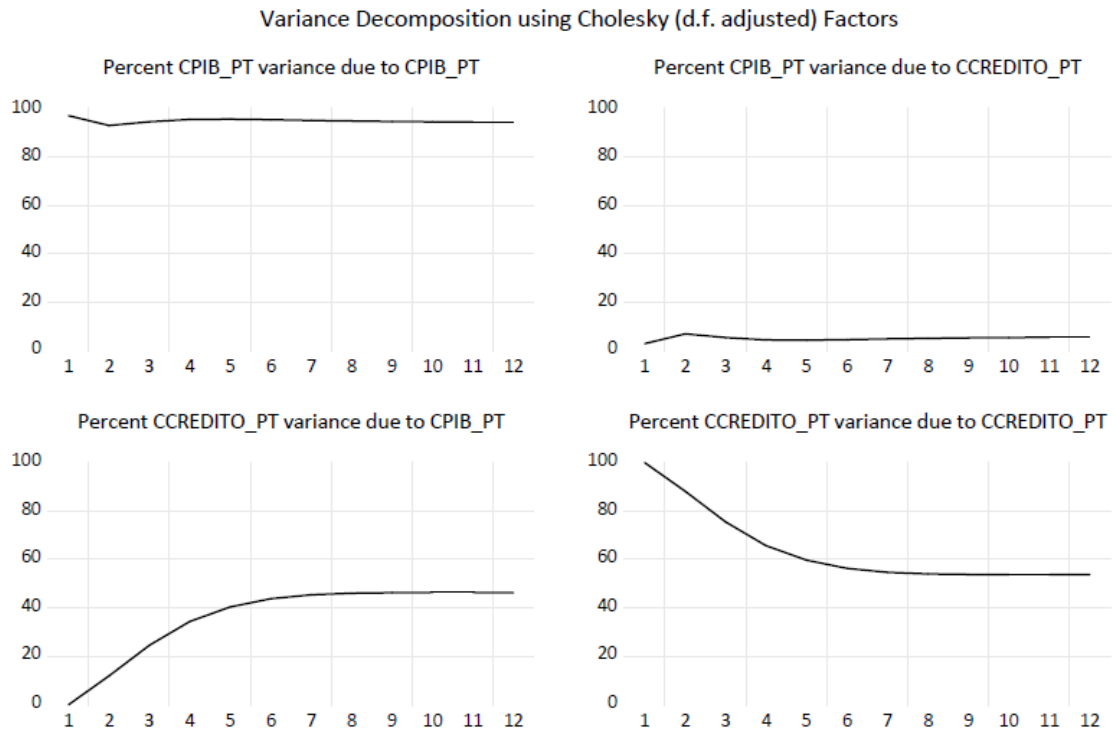 Variance Decomposition using Cholesky (d.f. adjusted) Factors
Percent CPIB_PT variance due to CPIB_PT
100
80
60
40
20
0
1 2 3 4 5 6 7 8 9 10 11 12
Percent CPIB_PT variance due to CCREDITO_PT
100
80
60
40
20
0
1 2 3 4 5 6 7 8 9 10 11 12
Percent CCREDITO_PT variance due to CPIB_PT
100
80
60
40
20
0
1 2 3 4 5 6 7 8 9 10 11 12
Percent CCREDITO_PT variance due to CCREDITO_PT
100
80
60
40
20
0
1 2 3 4 5 6 7 8 9 10 11 12